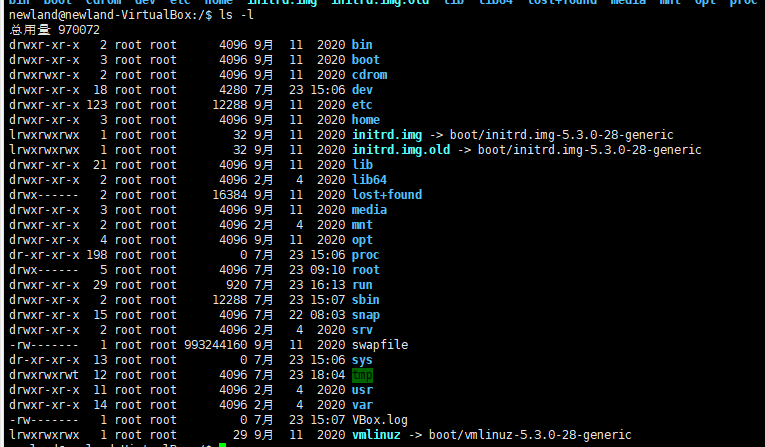 bin boot cdrom dev etc home initrd.img initrd.img.old lib lib64 lost+found media mnt opt proc
newland@newland-VirtualBox:/$ ls -l
总用量 970072
drwxr-xr-x   2 root root      4096 9月  11  2020 bin
drwxr-xr-x   3 root root      4096 9月  11  2020 boot
drwxrwxr-x   2 root root      4096 9月  11  2020 cdrom
drwxr-xr-x  18 root root      4280 7月  23 15:06 dev
drwxr-xr-x 123 root root     12288 9月  11  2020 etc
drwxr-xr-x   3 root root      4096 9月  11  2020 home
lrwxrwxrwx   1 root root        32 9月  11  2020 initrd.img -> boot/initrd.img-5.3.0-28-generic
lrwxrwxrwx   1 root root        32 9月  11  2020 initrd.img.old -> boot/initrd.img-5.3.0-28-generic
drwxr-xr-x  21 root root      4096 9月  11  2020 lib
drwxr-xr-x   2 root root      4096 2月   4  2020 lib64
drwx------   2 root root     16384 9月  11  2020 lost+found
drwxr-xr-x   3 root root      4096 9月  11  2020 media
drwxr-xr-x   2 root root      4096 2月   4  2020 mnt
drwxr-xr-x   4 root root      4096 9月  11  2020 opt
dr-xr-xr-x 198 root root         0 7月  23 15:06 proc
drwx------   5 root root      4096 7月  23 09:10 root
drwxr-xr-x  29 root root       920 7月  23 16:13 run
drwxr-xr-x   2 root root     12288 7月  23 15:07 sbin
drwxr-xr-x  15 root root      4096 7月  22 08:03 snap
drwxr-xr-x   2 root root      4096 2月   4  2020 srv
-rw-------   1 root root 993244160 9月  11  2020 swapfile
dr-xr-xr-x  13 root root         0 7月  23 15:06 sys
drwxrwxrwt  12 root root      4096 7月  23 18:04 tmp
drwxr-xr-x  11 root root      4096 2月   4  2020 usr
drwxr-xr-x  14 root root      4096 2月   4  2020 var
-rw-------   1 root root         0 7月  23 15:07 VBox.log
lrwxrwxrwx   1 root root        29 9月  11  2020 vmlinuz -> boot/vmlinuz-5.3.0-28-generic
newland@newland-VirtualBox:/$